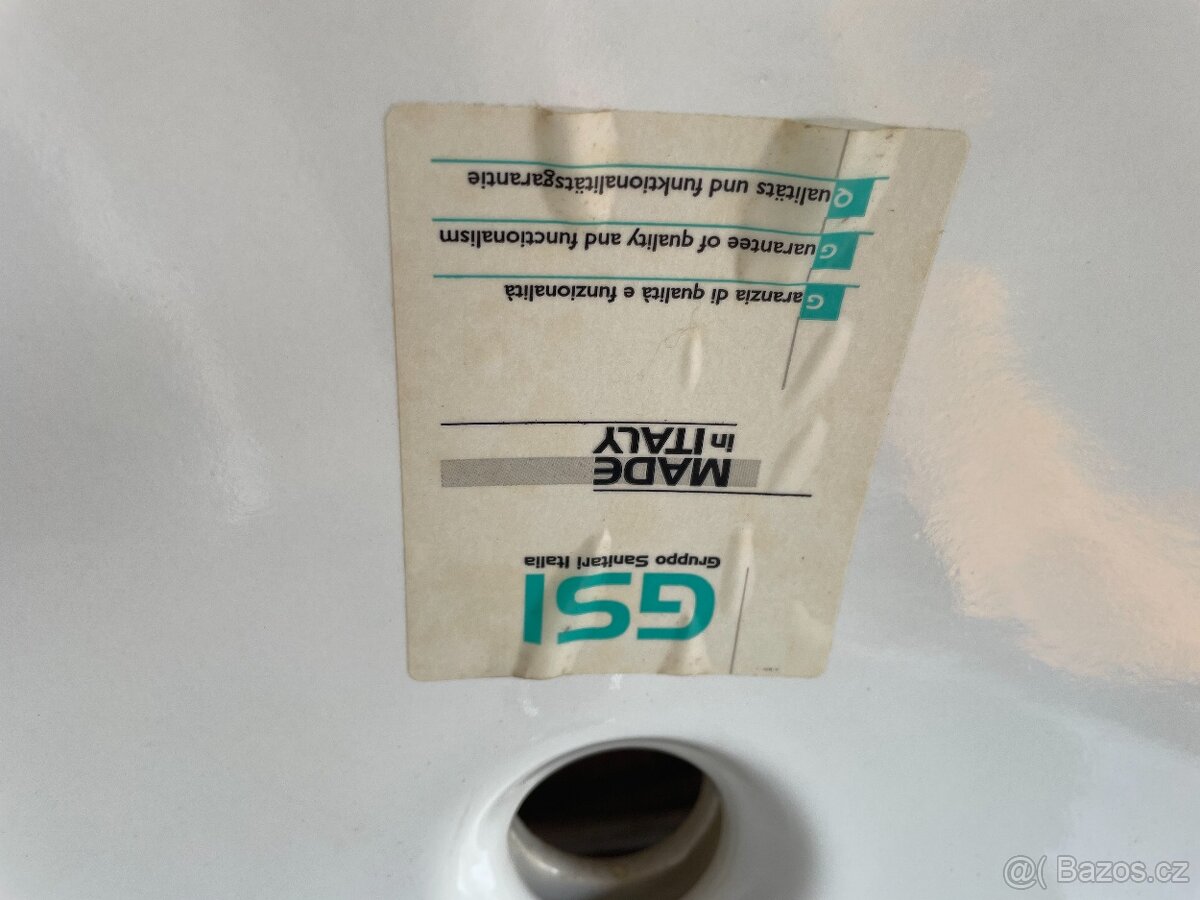 GSI
Gruppo Sanitari Italia
MADE
in ITALY
Garanzia di qualità e funzionalità
Guarantee of quality and functionalism
Qualitäts und funktionalitätsgarantie
@( Bazos.cz